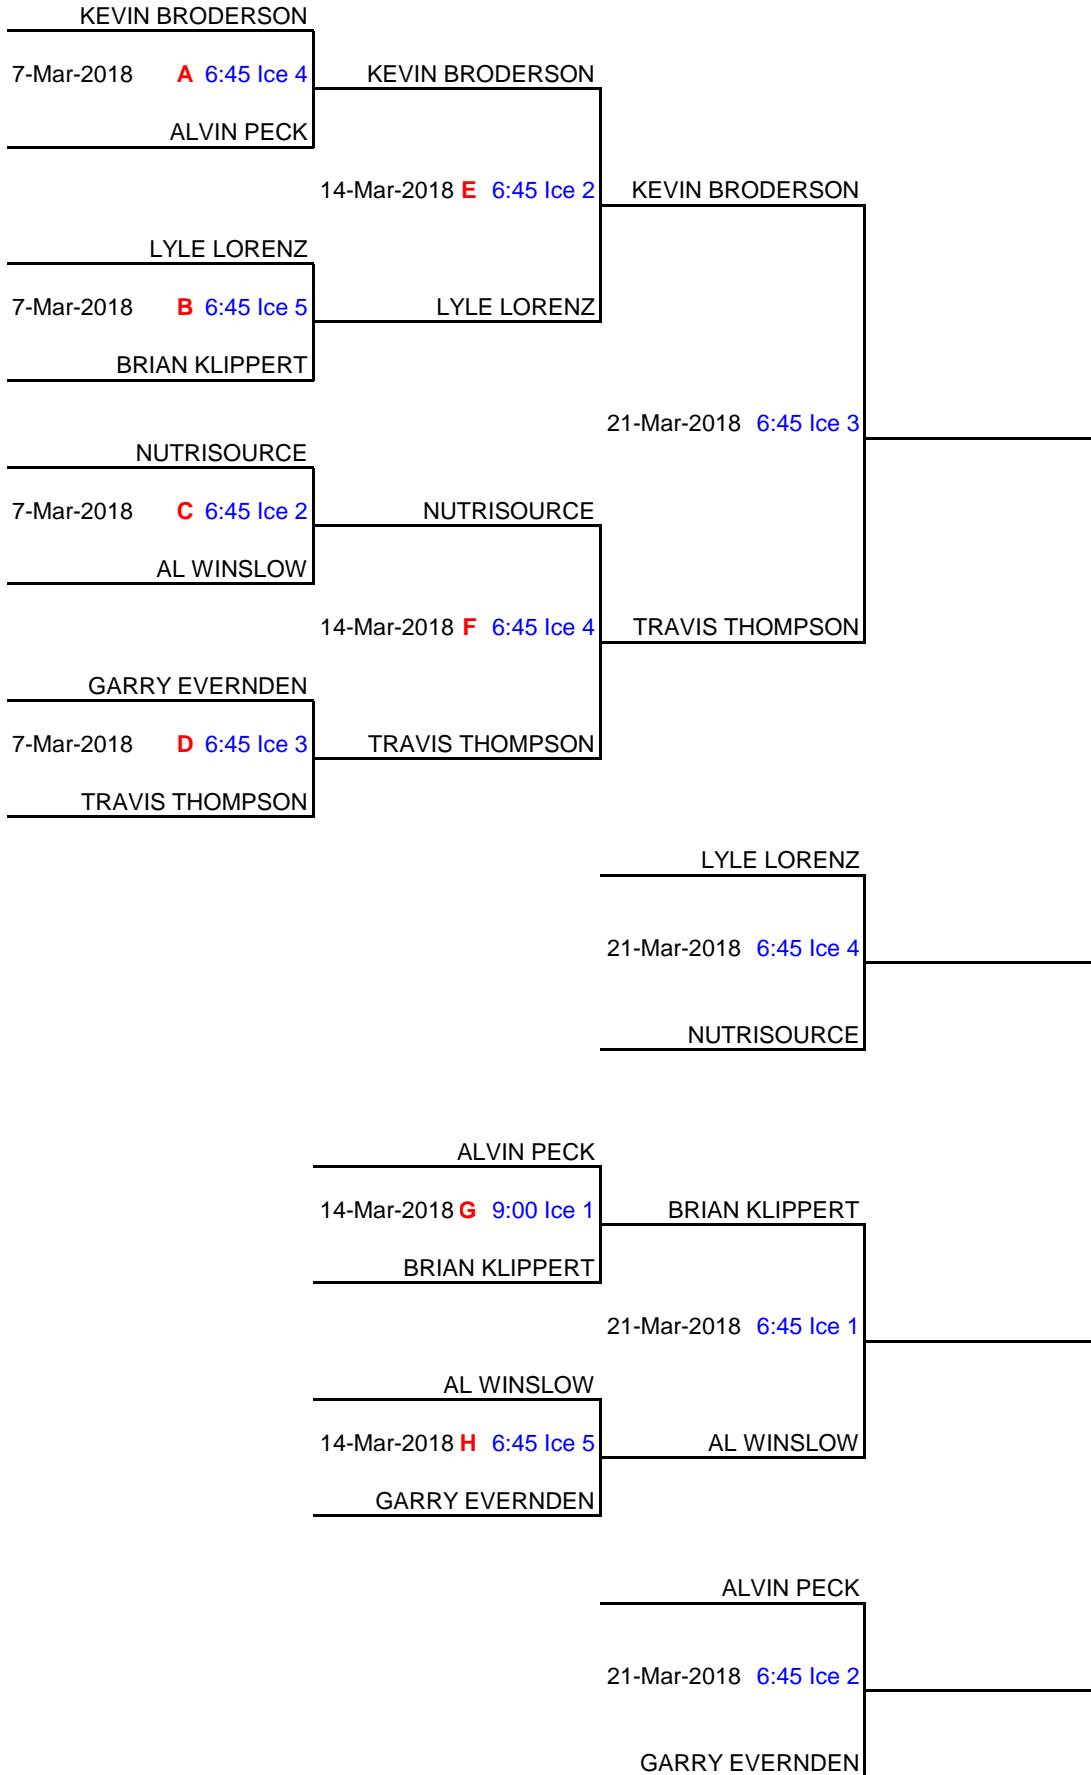 KEVIN BRODERSON
7-Mar-2018 A 6:45 Ice 4 KEVIN BRODERSON
ALVIN PECK
14-Mar-2018 E 6:45 Ice 2 KEVIN BRODERSON
LYLE LORENZ
7-Mar-2018 B 6:45 Ice 5 LYLE LORENZ
BRIAN KLIPPERT
21-Mar-2018 6:45 Ice 3
NUTRISOURCE
7-Mar-2018 C 6:45 Ice 2 NUTRISOURCE
AL WINSLOW
14-Mar-2018 F 6:45 Ice 4 TRAVIS THOMPSON
GARRY EVERNDEN
7-Mar-2018 D 6:45 Ice 3 TRAVIS THOMPSON
TRAVIS THOMPSON
LYLE LORENZ
21-Mar-2018 6:45 Ice 4
NUTRISOURCE
ALVIN PECK
14-Mar-2018 G 9:00 Ice 1 BRIAN KLIPPERT
BRIAN KLIPPERT
21-Mar-2018 6:45 Ice 1
AL WINSLOW
14-Mar-2018 H 6:45 Ice 5 AL WINSLOW
GARRY EVERNDEN
ALVIN PECK
21-Mar-2018 6:45 Ice 2
GARRY EVERNDEN